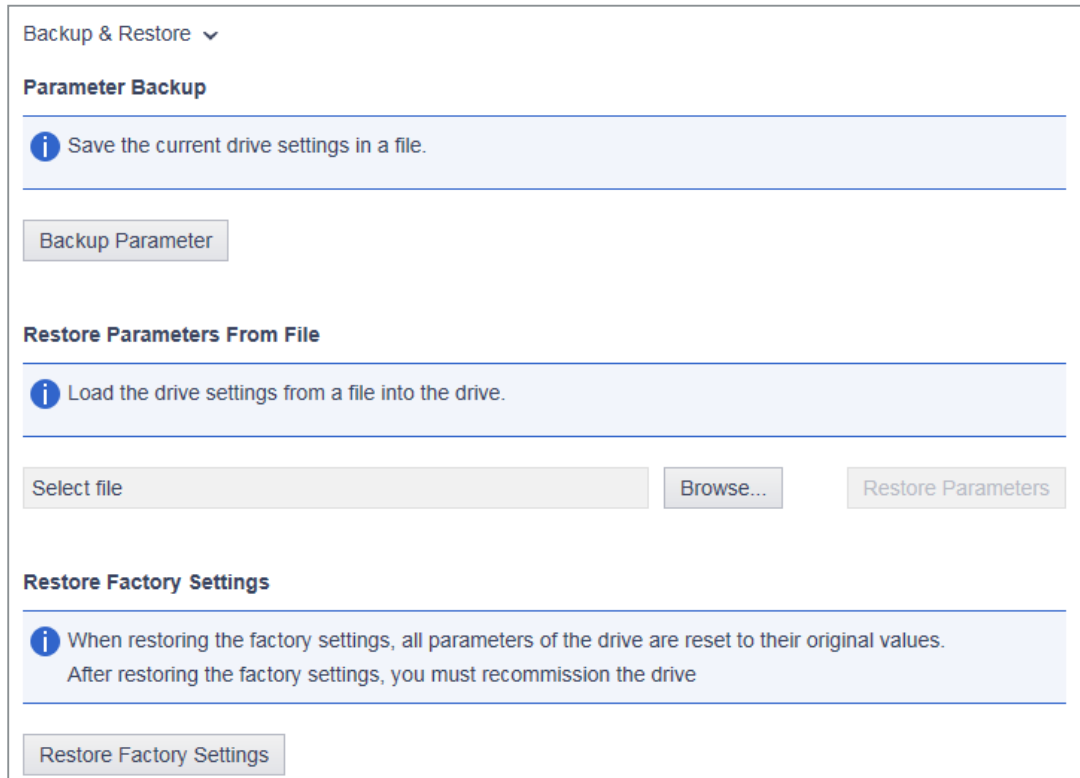 Backup & Restore
Parameter Backup
Save the current drive settings in a file.
Backup Parameter
Restore Parameters From File
Load the drive settings from a file into the drive.
Select file Browse... Restore Parameters
Restore Factory Settings
When restoring the factory settings, all parameters of the drive are reset to their original values.
After restoring the factory settings, you must recommission the drive
Restore Factory Settings